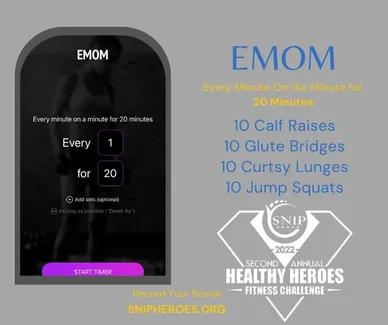 EMOM
Every minute on a minute for 20 minutes
Every 1
for 20
Add sets (optional)
As long as possible ("Death By")
START TIMER
EMOM
Every Minute On the Minute for
20 Minutes:
10 Calf Raises
10 Glute Bridges
10 Curtsy Lunges
10 Jump Squats
SNIP
2022
SECOND ANNUAL
HEALTHY HEROES
FITNESS CHALLENGE
Record Your Score!
SNIPHEROES.ORG